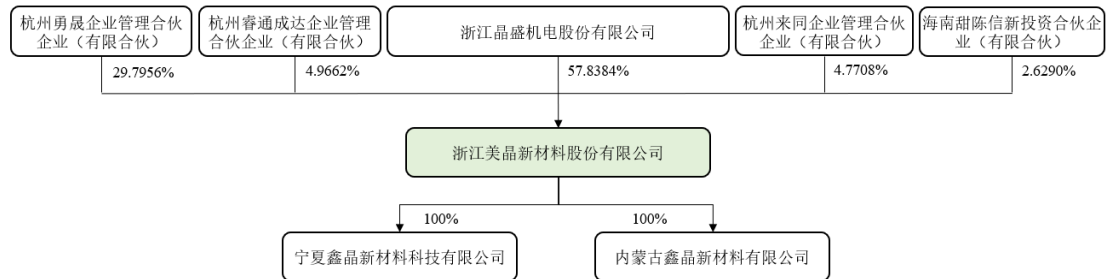 杭州勇晟企业管理合伙
企业（有限合伙）
杭州睿通成达企业管理
合伙企业（有限合伙）
浙江晶盛机电股份有限公司
杭州来同企业管理合伙
企业（有限合伙）
海南甜陈信新投资合伙企
业（有限合伙）
29.7956%
4.9662%
57.8384%
4.7708%
2.6290%
浙江美晶新材料股份有限公司
100%
100%
宁夏鑫晶新材料科技有限公司
内蒙古鑫晶新材料有限公司